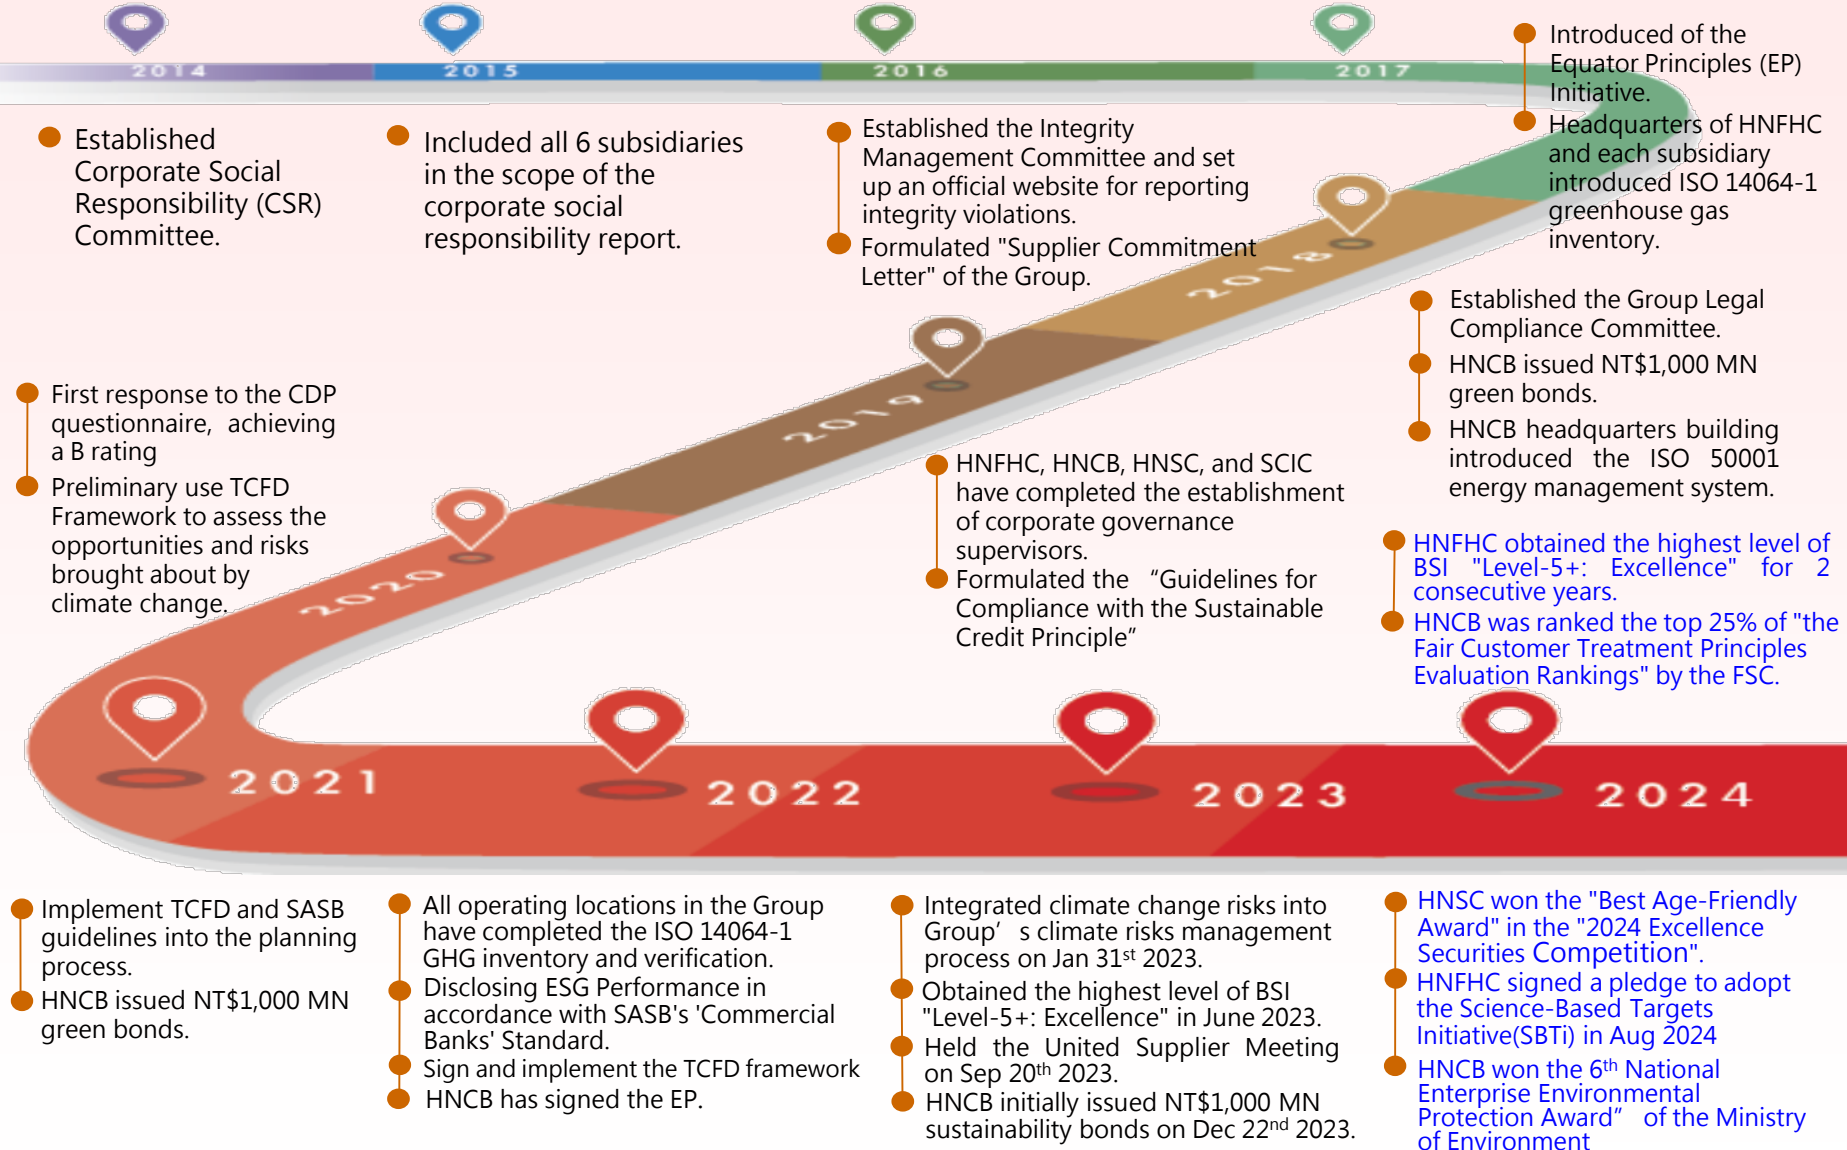 2014
2015
2016
2017
Established
Corporate Social
Responsibility (CSR)
Committee.
Included all 6 subsidiaries
in the scope of the
corporate social
responsibility report.
Established the Integrity
Management Committee and set
up an official website for reporting
integrity violations.
Formulated "Supplier Commitment
Letter" of the Group.
Introduced of the
Equator Principles (EP)
Initiative.
Headquarters of HNFHC
and each subsidiary
introduced ISO 14064-1
greenhouse gas
inventory.
2018
Established the Group Legal
Compliance Committee.
HNCB issued NT$1,000 MN
green bonds.
HNCB headquarters building
introduced the ISO 50001
energy management system.
2019
HNFHC, HNCB, HNSC, and SCIC
have completed the establishment
of corporate governance
supervisors.
Formulated the “Guidelines for
Compliance with the Sustainable
Credit Principle”
2020
First response to the CDP
questionnaire, achieving
a B rating
Preliminary use TCFD
Framework to assess the
opportunities and risks
brought about by
climate change.
HNFHC obtained the highest level of
BSI "Level-5+: Excellence" for 2
consecutive years.
HNCB was ranked the top 25% of "the
Fair Customer Treatment Principles
Evaluation Rankings" by the FSC.
2021
2022
2023
2024
Implement TCFD and SASB
guidelines into the planning
process.
HNCB issued NT$1,000 MN
green bonds.
All operating locations in the Group
have completed the ISO 14064-1
GHG inventory and verification.
Disclosing ESG Performance in
accordance with SASB's 'Commercial
Banks' Standard.
Sign and implement the TCFD framework
HNCB has signed the EP.
Integrated climate change risks into
Group’ s climate risks management
process on Jan 31st 2023.
Obtained the highest level of BSI
"Level-5+: Excellence" in June 2023.
Held the United Supplier Meeting
on Sep 20th 2023.
HNCB initially issued NT$1,000 MN
sustainability bonds on Dec 22nd 2023.
HNSC won the "Best Age-Friendly
Award" in the "2024 Excellence
Securities Competition".
HNFHC signed a pledge to adopt
the Science-Based Targets
Initiative(SBTi) in Aug 2024
HNCB won the 6th National
Enterprise Environmental
Protection Award” of the Ministry
of Environment